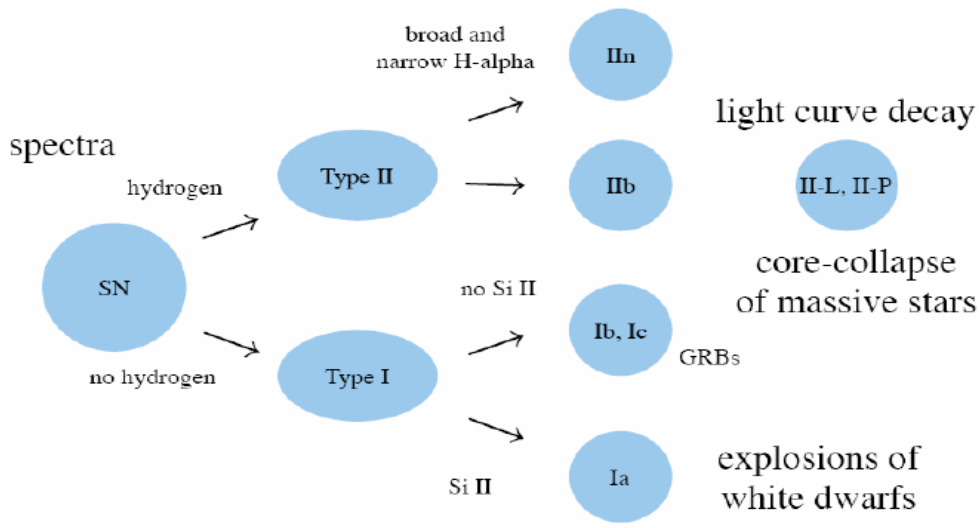 broad and
narrow H-alpha
IIn
light curve decay
spectra
hydrogen
Type II
IIb
II-L, II-P
core-collapse
of massive stars
SN
no Si II
Ib, Ic
GRBs
no hydrogen
Type I
Si II
Ia
explosions of
white dwarfs